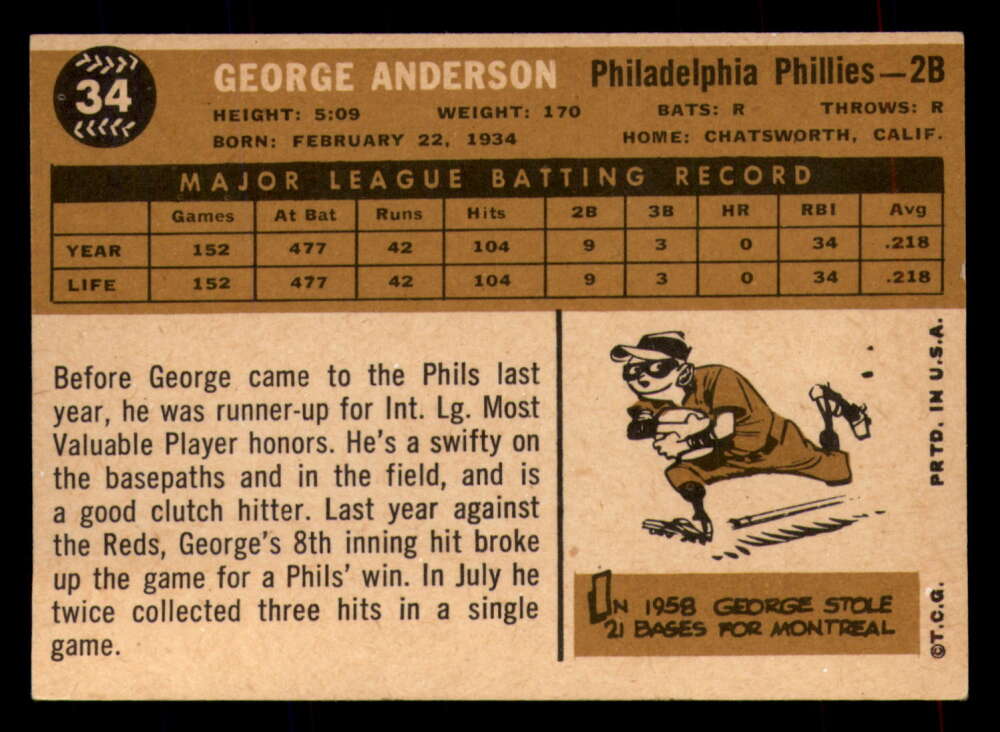 34
GEORGE ANDERSON Philadelphia Phillies—2B
HEIGHT: 5:09 WEIGHT: 170 BATS: R THROWS: R
BORN: FEBRUARY 22, 1934 HOME: CHATSWORTH, CALIF.
MAJOR LEAGUE BATTING RECORD
Games At Bat Runs Hits 2B 3B HR RBI Avg
YEAR 152 477 42 104 9 3 0 34 .218
LIFE 152 477 42 104 9 3 0 34 .218
Before George came to the Phils last
year, he was runner-up for Int. Lg. Most
Valuable Player honors. He's a swifty on
the basepaths and in the field, and is
a good clutch hitter. Last year against
the Reds, George's 8th inning hit broke
up the game for a Phils' win. In July he
twice collected three hits in a single
game.
IN 1958 GEORGE STOLE
21 BASES FOR MONTREAL
©T.C.G. PRTD. IN U.S.A.